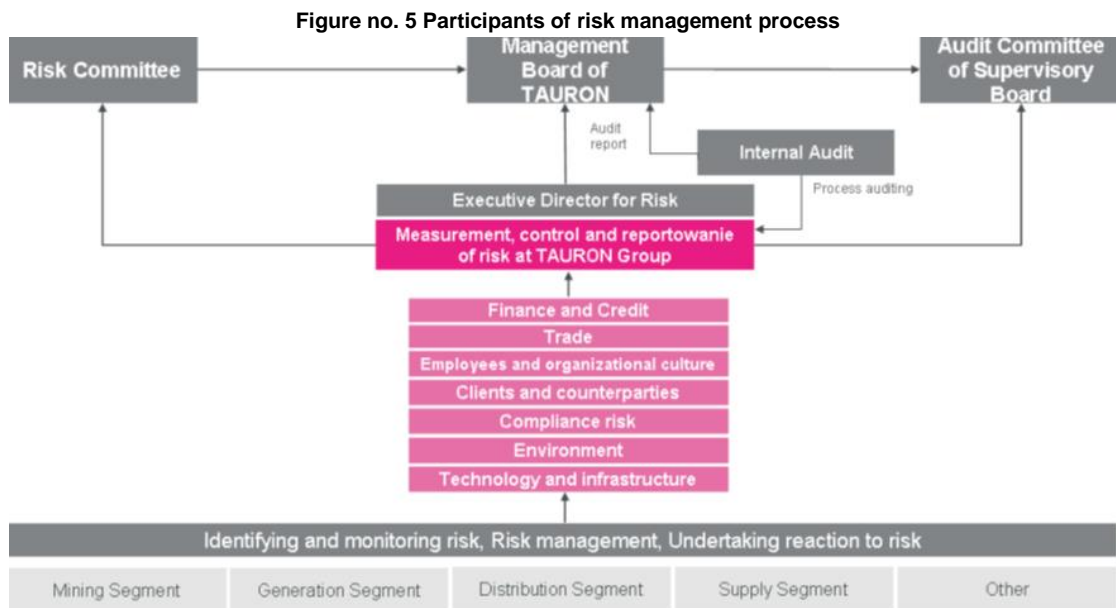 Figure no. 5 Participants of risk management process
Risk Committee
Management
Board of
TAURON
Audit Committee
of Supervisory
Board
Audit
report
Internal Audit
Process auditing
Executive Director for Risk
Measurement, control and reportowanie
of risk at TAURON Group
Finance and Credit
Trade
Employees and organizational culture
Clients and counterparties
Compliance risk
Environment
Technology and infrastructure
Identifying and monitoring risk, Risk management, Undertaking reaction to risk
Mining Segment
Generation Segment
Distribution Segment
Supply Segment
Other